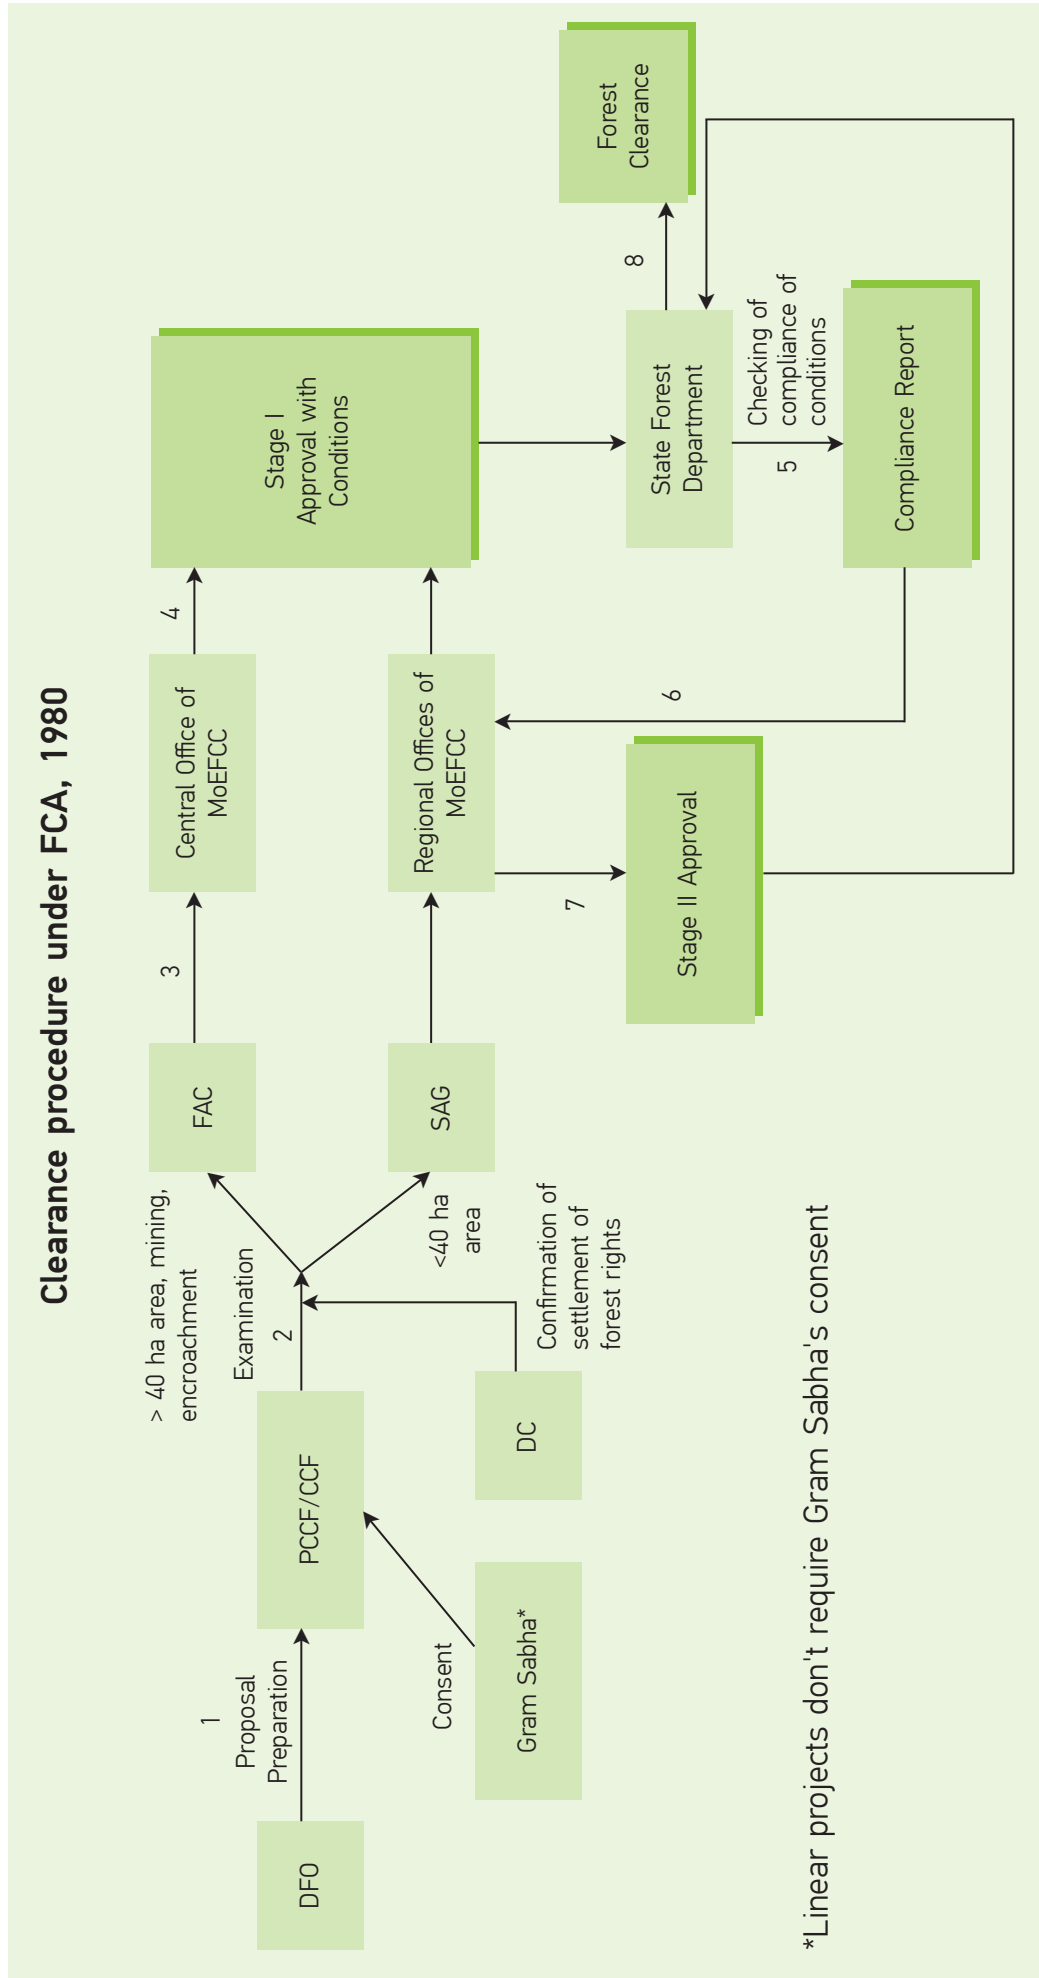 Clearance procedure under FCA, 1980
DFO
1
Proposal
Preparation
PCCF/CCF
Gram Sabha*
Consent
DC
Confirmation of
settlement of
forest rights
Examination
2
> 40 ha area, mining,
encroachment
<40 ha
area
FAC
SAG
3
Central Office of
MoEFCC
Regional Offices of
MoEFCC
4
Stage I
Approval with
Conditions
State Forest
Department
5
Checking of
compliance of
conditions
Compliance Report
6
7
Stage II Approval
8
Forest
Clearance
*Linear projects don't require Gram Sabha's consent